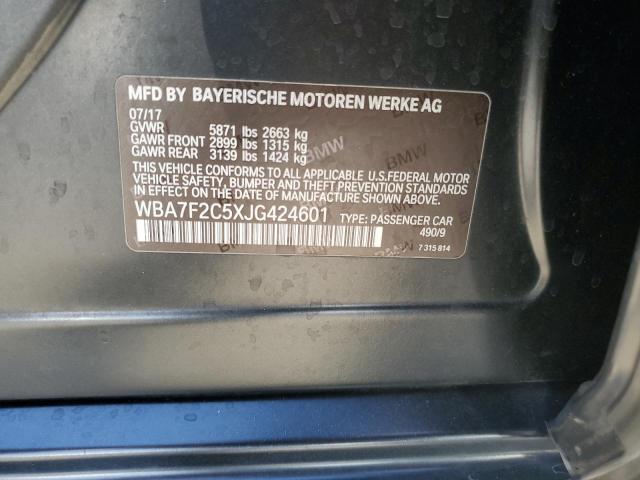 MFD BY BAYERISCHE MOTOREN WERKE AG
07/17
GVWR 5871 lbs 2663 kg
GAWR FRONT 2899 lbs 1315 kg
GAWR REAR 3139 lbs 1424 kg
THIS VEHICLE CONFORMS TO ALL APPLICABLE U.S.FEDERAL MOTOR
VEHICLE SAFETY, BUMPER, AND THEFT PREVENTION STANDARDS
IN EFFECT ON THE DATE OF MANUFACTURE SHOWN ABOVE.
WBA7F2C5XJG424601 TYPE: PASSENGER CAR
490/9
7 315 814
BMW
BMW
BMW